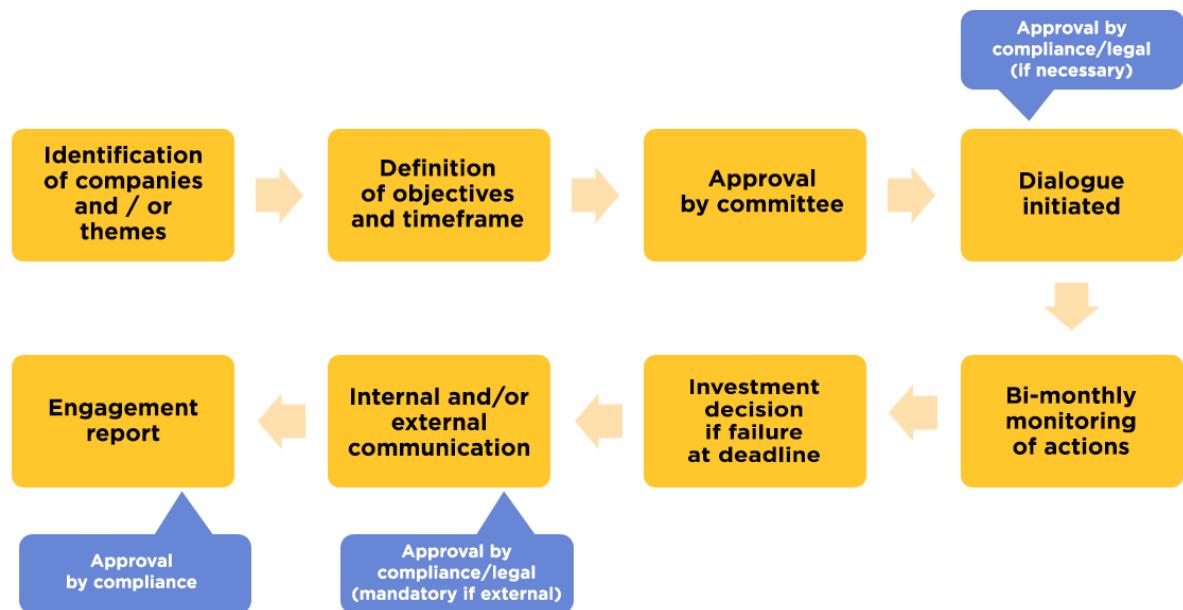 Approval by
compliance/legal
(if necessary)
Identification
of companies
and / or
themes
Definition
of objectives
and timeframe
Approval
by committee
Dialogue
initiated
Bi-monthly
monitoring
of actions
Investment
decision
if failure
at deadline
Internal and/or
external
communication
Engagement
report
Approval
by compliance
Approval by
compliance/legal
(mandatory if external)